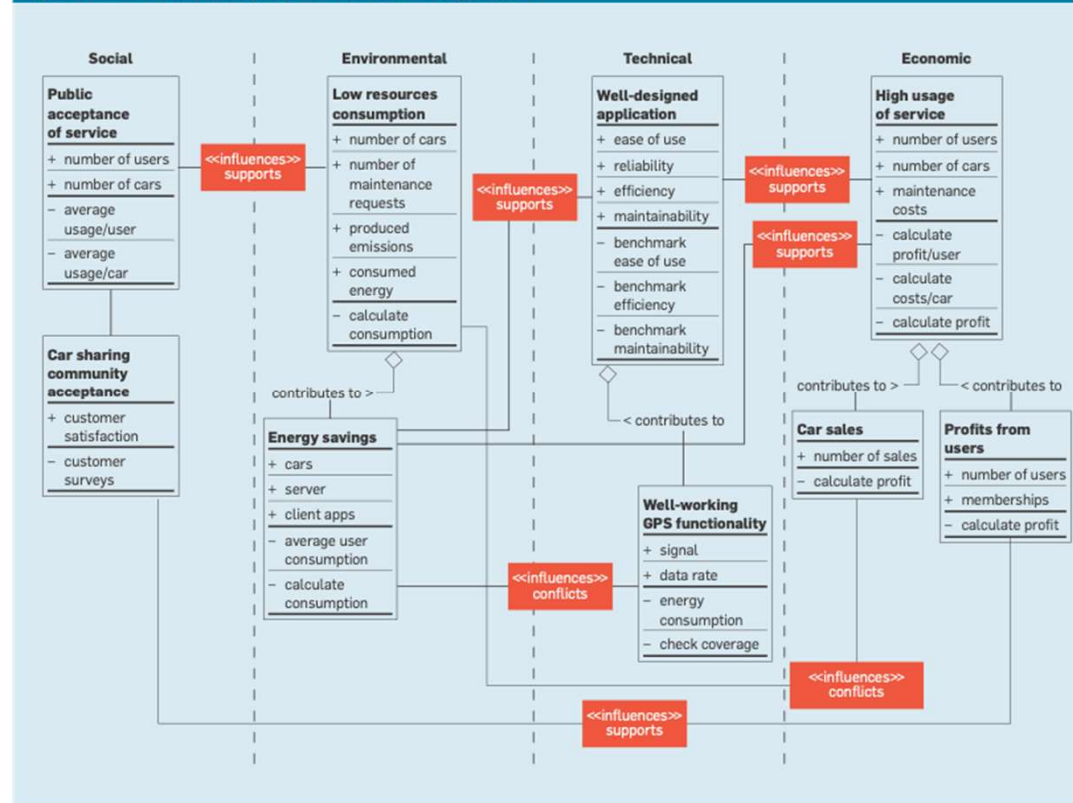 Social
Environmental
Technical
Economic
Public
acceptance
of service
+ number of users
+ number of cars
– average
usage/user
– average
usage/car
<<influences>>
supports
Low resources
consumption
+ number of cars
+ number of
maintenance
requests
+ produced
emissions
+ consumed
energy
– calculate
consumption
<<influences>>
supports
Well-designed
application
+ ease of use
+ reliability
+ efficiency
+ maintainability
– benchmark
ease of use
– benchmark
efficiency
– benchmark
maintainability
<<influences>>
supports
<<influences>>
supports
High usage
of service
+ number of users
+ number of cars
+ maintenance
costs
– calculate
profit/user
– calculate
costs/car
– calculate profit
Car sharing
community
acceptance
+ customer
satisfaction
– customer
surveys
contributes to >
Energy savings
+ cars
+ server
+ client apps
– average user
consumption
– calculate
consumption
< contributes to
Well-working
GPS functionality
+ signal
+ data rate
– energy
consumption
– check coverage
<<influences>>
conflicts
contributes to >
< contributes to
Car sales
+ number of sales
– calculate profit
Profits from
users
+ number of users
+ memberships
– calculate profit
<<influences>>
conflicts
<<influences>>
supports